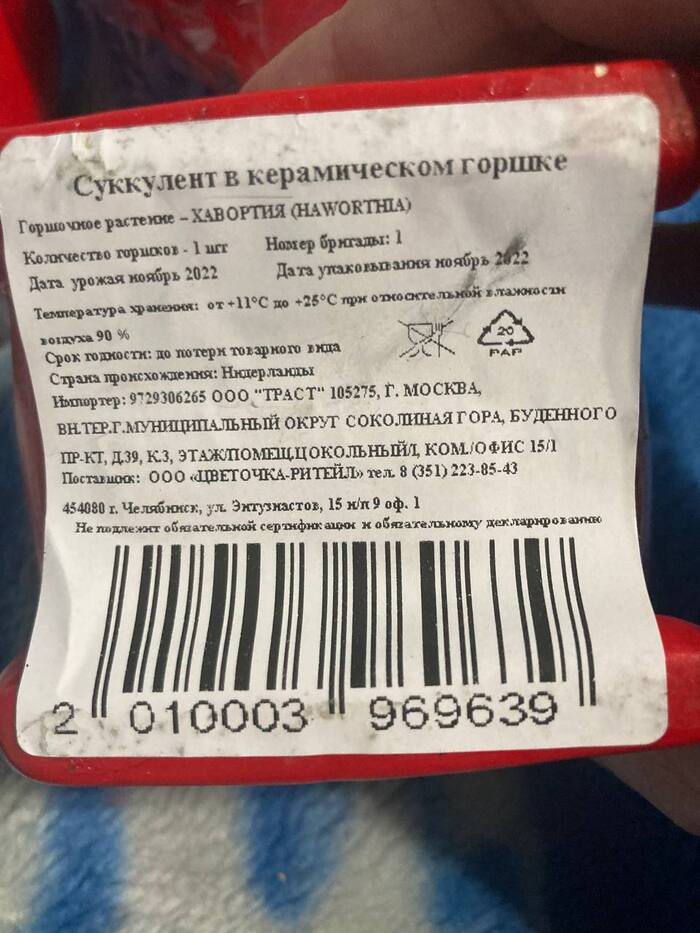 Суккулент в керамическом горшке
Горшочное растение – ХАВОРТИЯ (HAWORTHIA)
Количество горшков - 1 шт Номер бригады: 1
Дата урожая ноябрь 2022 Дата упаковывания ноябрь 2022
Температура хранения: от +11°C до +25°C при относительной влажности
воздуха 90 %
Срок годности: до потери товарного вида
20
PAP
Страна происхождения: Нидерланды
Импортер: 9729306265 ООО "ТРАСТ" 105275, Г. МОСКВА,
ВН.ТЕР.Г.МУНИЦИПАЛЬНЫЙ ОКРУГ СОКОЛИНАЯ ГОРА, БУДЕННОГО
ПР-КТ, Д.39, К.3, ЭТАЖ/ПОМЕЩ.ЦОКОЛЬНЫЙ/I, КОМ./ОФИС 15/1
Поставщик: ООО «ЦВЕТОЧКА-РИТЕЙЛ» тел. 8 (351) 223-85-43
454080 г. Челябинск, ул. Энтузиастов, 15 н/п 9 оф. 1
Не подлежит обязательной сертификации и обязательному декларированию
2 010003 969639